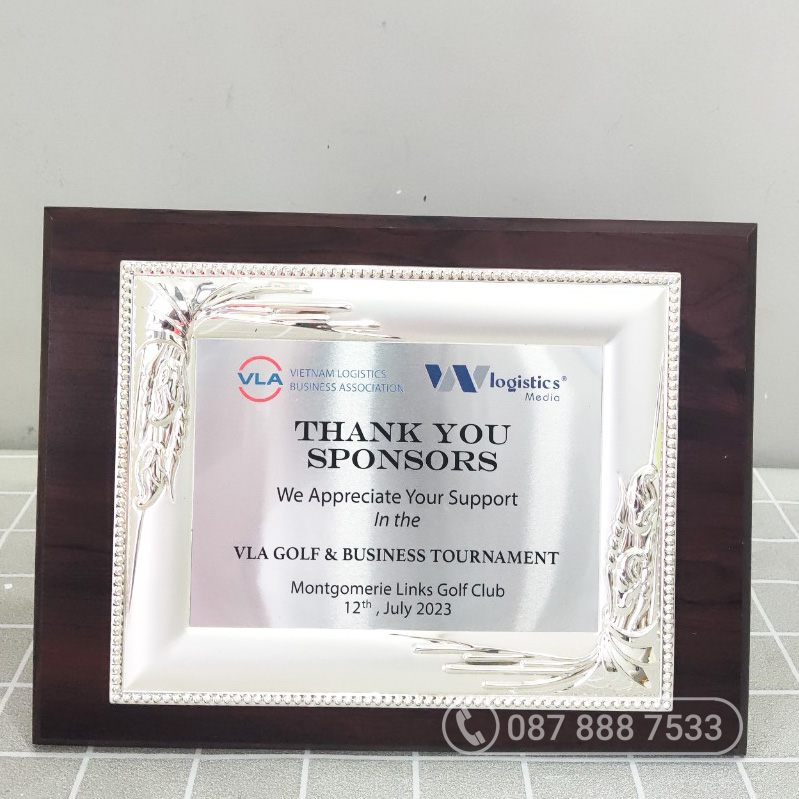 VLA
VIETNAM LOGISTICS
BUSINESS ASSOCIATION
VW logistics®
Media
THANK YOU
SPONSORS
We Appreciate Your Support
In the
VLA GOLF & BUSINESS TOURNAMENT
Montgomerie Links Golf Club
12th , July 2023
087 888 7533